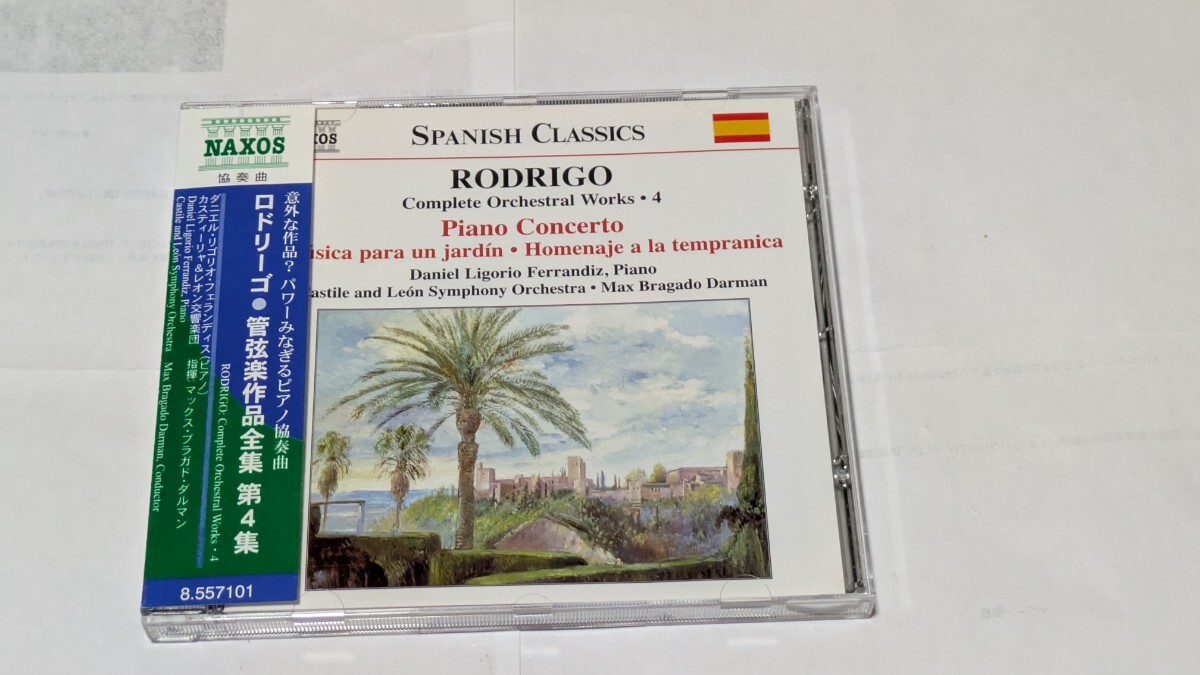 NAXOS
協奏曲
意外な作品？ パワーみなぎるピアノ協奏曲
ロドリーゴ●管弦楽作品全集 第4集
RODRIGO: Complete Orchestral Works・4
ダニエル・リゴリオ・フェランディス(ピアノ)
カスティーリャ&レオン交響楽団 指揮:マックス・ブラガド・ダルマン
Daniel Ligorio Ferrandiz, Piano
Castile and León Symphony Orchestra Max Bragado Darman, Conductor
8.557101
XOS
SPANISH CLASSICS
RODRIGO
Complete Orchestral Works • 4
Piano Concerto
sica para un jardín • Homenaje a la tempranica
Daniel Ligorio Ferrandiz, Piano
astile and León Symphony Orchestra • Max Bragado Darman